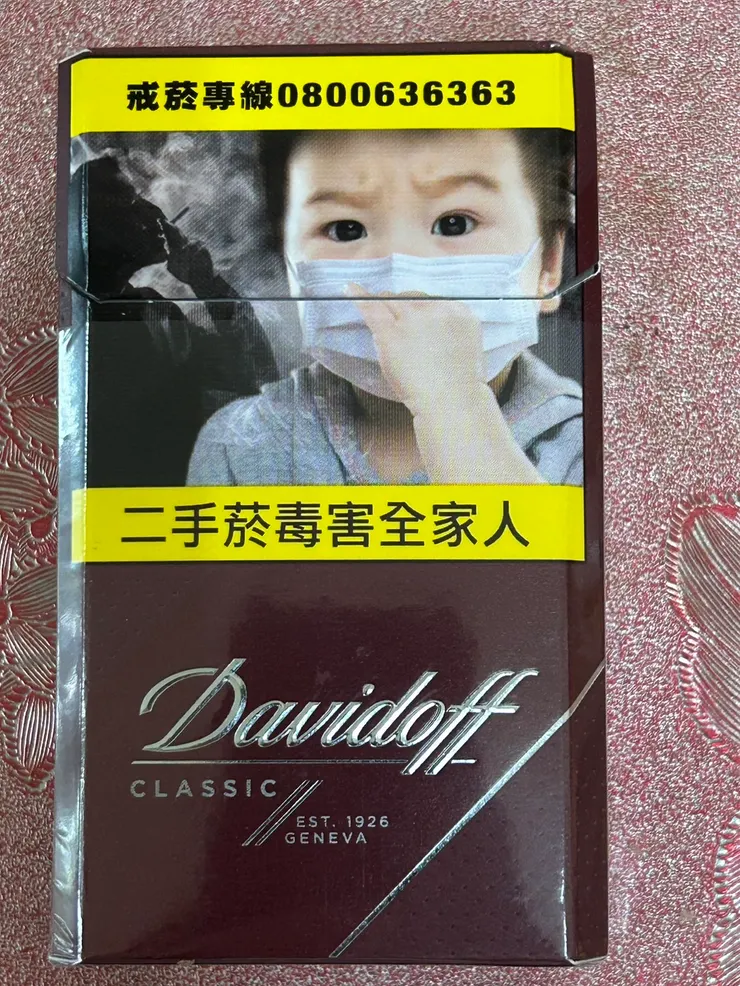 戒菸專線0800636363
二手菸毒害全家人
Davidoff
CLASSIC
EST. 1926
GENEVA